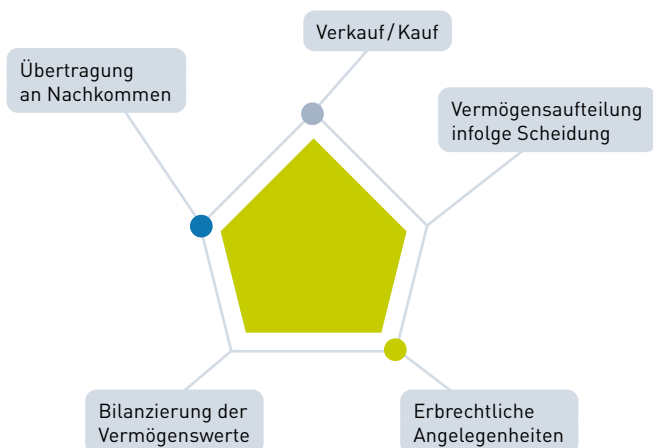 Verkauf / Kauf
Übertragung
an Nachkommen
Vermögensaufteilung
infolge Scheidung
Bilanzierung der
Vermögenswerte
Erbrechtliche
Angelegenheiten